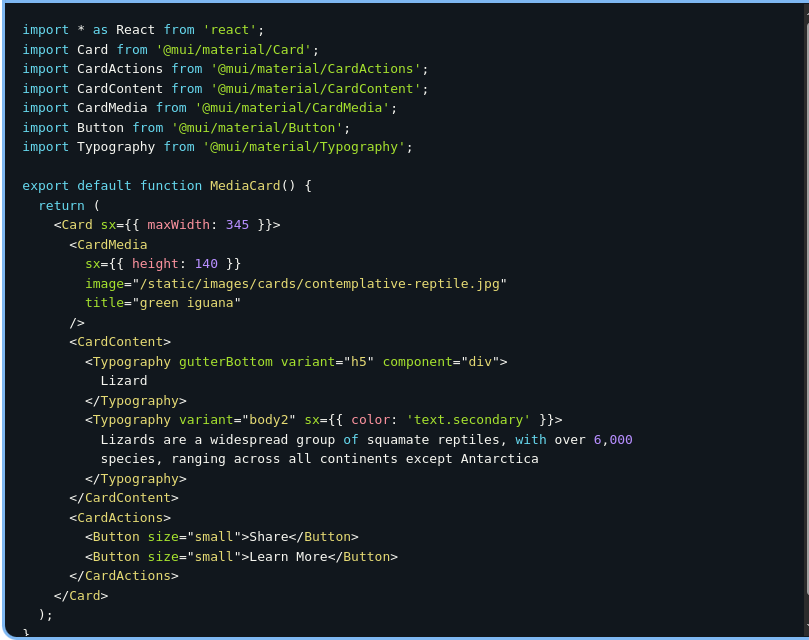 import * as React from 'react';
import Card from '@mui/material/Card';
import CardActions from '@mui/material/CardActions';
import CardContent from '@mui/material/CardContent';
import CardMedia from '@mui/material/CardMedia';
import Button from '@mui/material/Button';
import Typography from '@mui/material/Typography';

export default function MediaCard() {
  return (
    <Card sx={{ maxWidth: 345 }}>
      <CardMedia
        sx={{ height: 140 }}
        image="/static/images/cards/contemplative-reptile.jpg"
        title="green iguana"
      />
      <CardContent>
        <Typography gutterBottom variant="h5" component="div">
          Lizard
        </Typography>
        <Typography variant="body2" sx={{ color: 'text.secondary' }}>
          Lizards are a widespread group of squamate reptiles, with over 6,000
          species, ranging across all continents except Antarctica
        </Typography>
      </CardContent>
      <CardActions>
        <Button size="small">Share</Button>
        <Button size="small">Learn More</Button>
      </CardActions>
    </Card>
  );
}